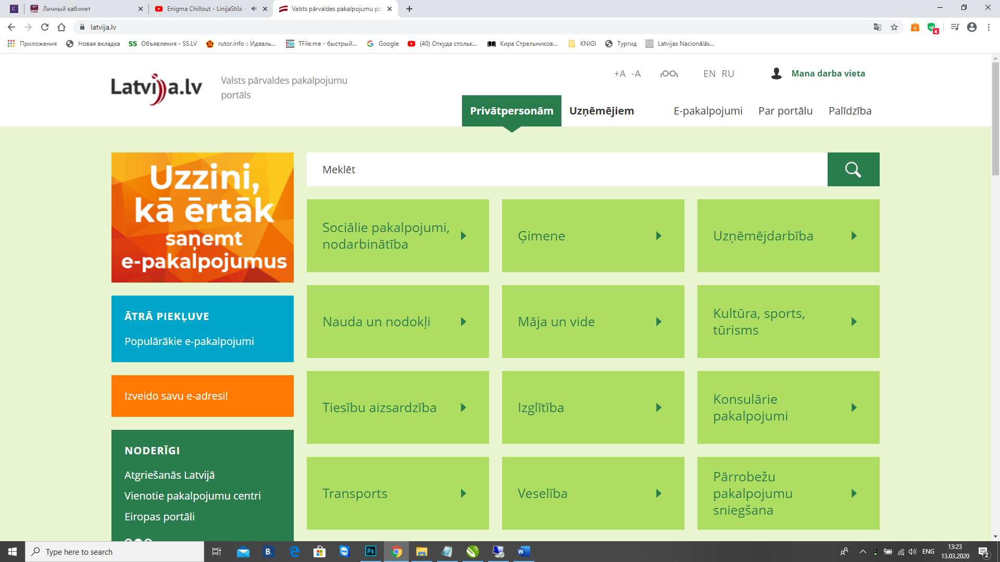 C
Личный кабинет
Enigma Chillout - LinijaStila -
Valsts pārvaldes pakalpojumu po
latvija.lv
a
4
Приложения
Новая вкладка
SS Объявления - SS.LV
rutor.info :: Идеаль...
TFile.me - быстрый...
Google
(40) Откуда стольк...
Кира Стрельников...
KNIGI
Тургид
Latvijas Nacionālās...
Latvija.lv
Valsts pārvaldes pakalpojumu
portāls
+A -A
EN RU
Mana darba vieta
Privātpersonām
Uzņēmējiem
E-pakalpojumi
Par portālu
Palīdzība
Uzzini,
kā ērtāk
saņemt
e-pakalpojumus
Meklēt
Sociālie pakalpojumi,
nodarbinātība
Ģimene
Uzņēmējdarbība
ĀTRĀ PIEKĻUVE
Populārākie e-pakalpojumi
Nauda un nodokļi
Māja un vide
Kultūra, sports,
tūrisms
Izveido savu e-adresi!
Tiesību aizsardzība
Izglītība
Konsulārie
pakalpojumi
NODERĪGI
Atgriešanās Latvijā
Vienotie pakalpojumu centri
Eiropas portāli
Transports
Veselība
Pārrobežu
pakalpojumu
sniegšana
Type here to search
B.
Ps
W
ENG
13:23
13.03.2020
2